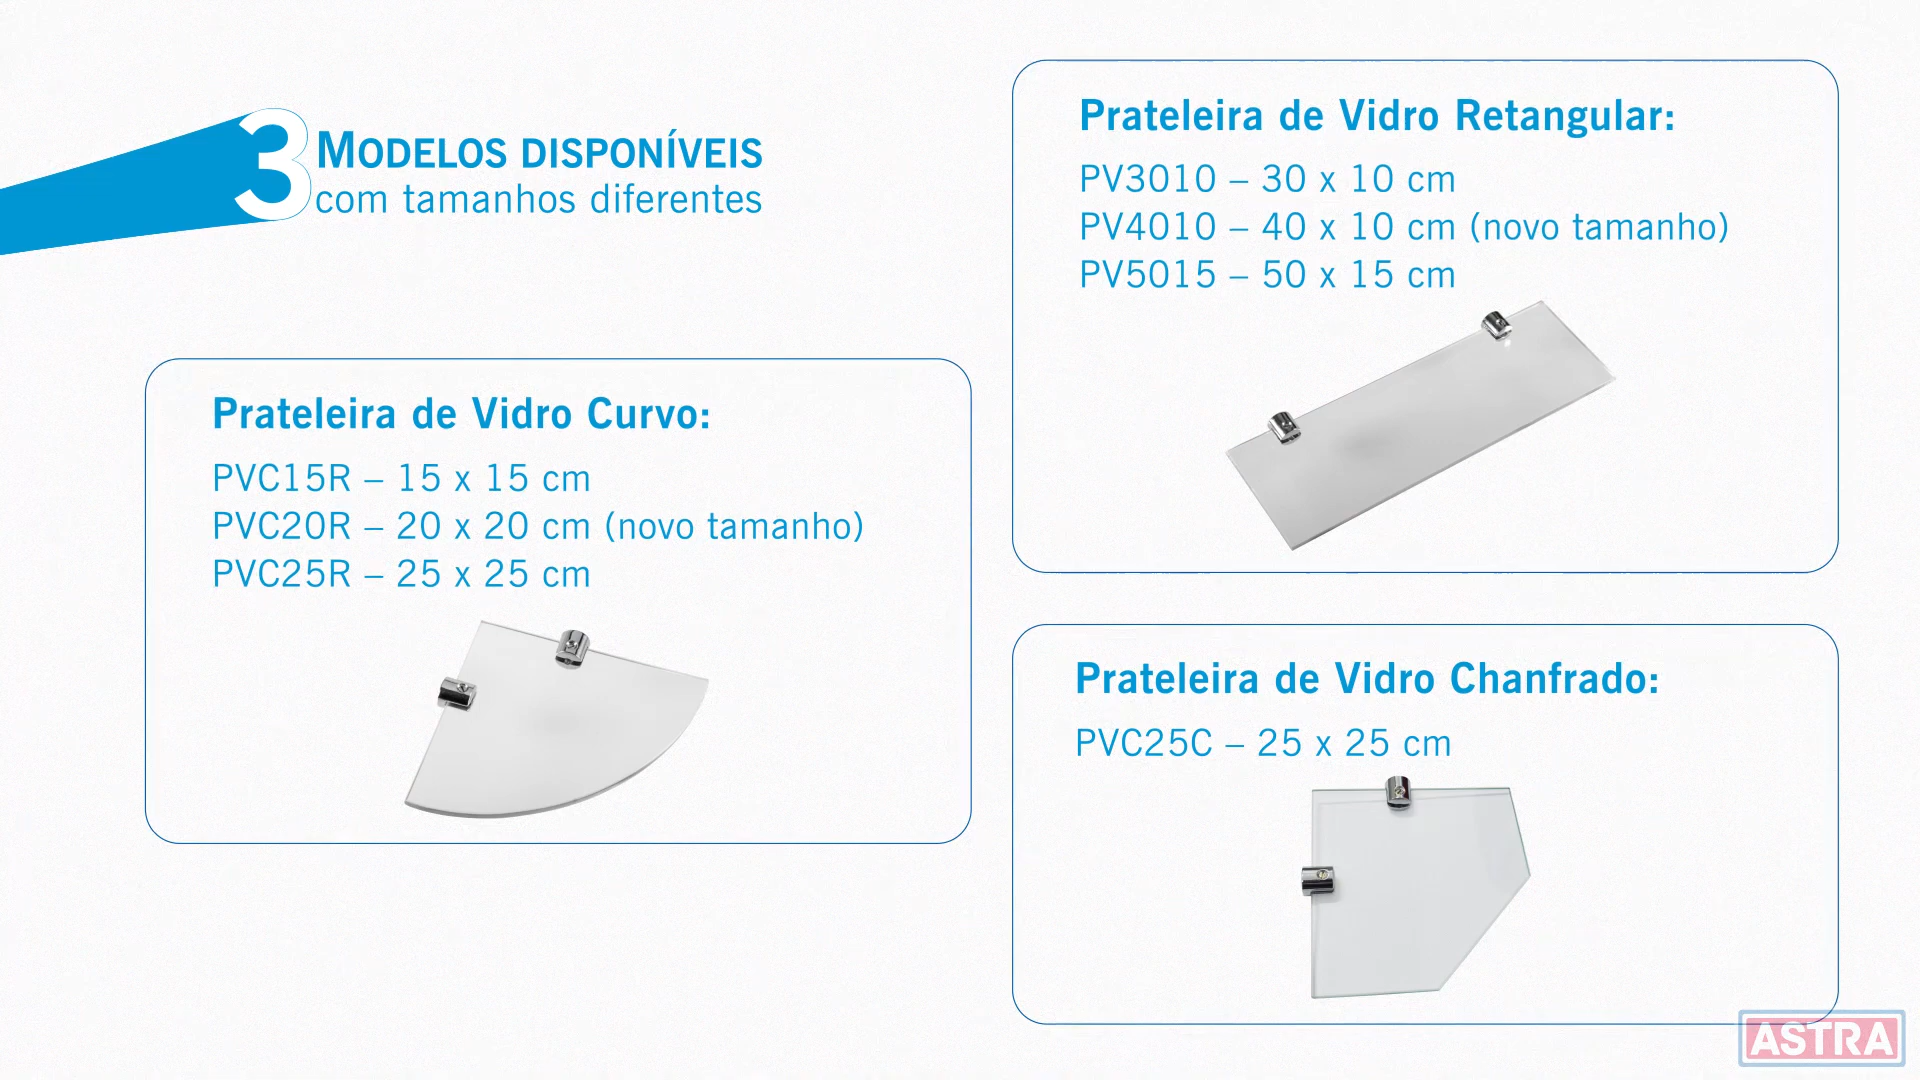 3 MODELOS DISPONÍVEIS
com tamanhos diferentes
Prateleira de Vidro Curvo:
PVC15R – 15 x 15 cm
PVC20R – 20 x 20 cm (novo tamanho)
PVC25R – 25 x 25 cm
Prateleira de Vidro Retangular:
PV3010 – 30 x 10 cm
PV4010 – 40 x 10 cm (novo tamanho)
PV5015 – 50 x 15 cm
Prateleira de Vidro Chanfrado:
PVC25C – 25 x 25 cm
ASTRA